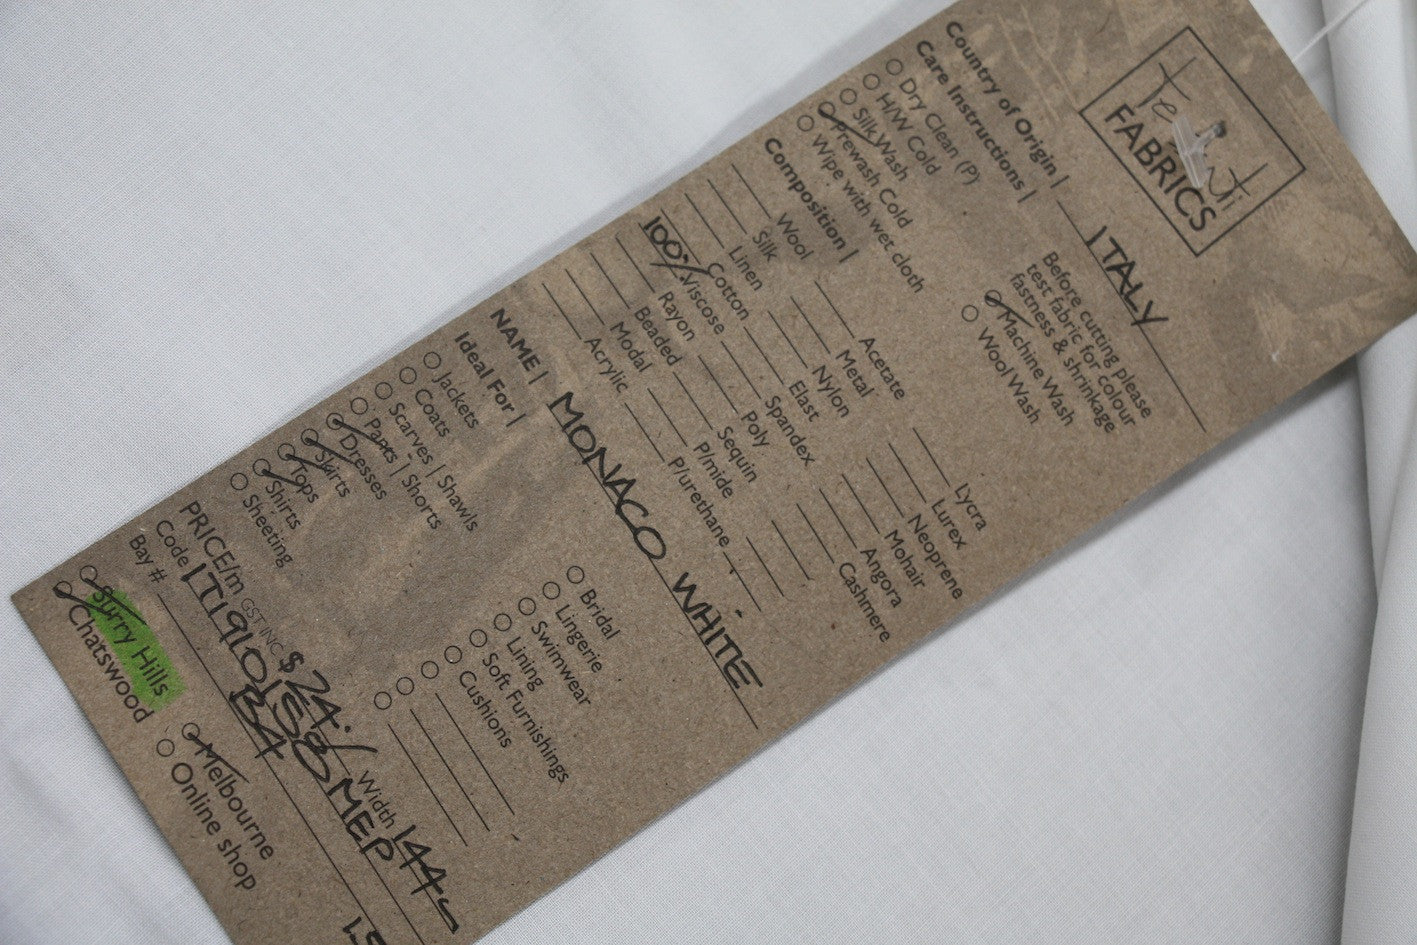 FABRICS
Country of Origin | ITALY
Care Instructions |
Before cutting please
test fabric for colour
fastness & shrinkage
Dry Clean (P)
H/W Cold
Silk Wash
Prewash Cold
Wipe with wet cloth
Machine Wash
Wool Wash
Composition |
Wool
Silk
Linen
100% Cotton
Viscose
Rayon
Beaded
Modal
Acrylic
Acetate
Metal
Nylon
Elast
Spandex
Poly
Sequin
P/mide
P/urethane
Lycra
Lurex
Neoprene
Mohair
Angora
Cashmere
NAME | MONACO WHITE
Ideal For |
Jackets
Coats
Scarves | Shawls
Pants | Shorts
Dresses
Skirts
Tops
Shirts
Sheeting
Bridal
Lingerie
Swimwear
Lining
Soft Furnishings
Cushions
PRICE/m GST INC $24.- Width 144
Code
Bay # B4
Surry Hills
Chatswood
Melbourne
Online shop